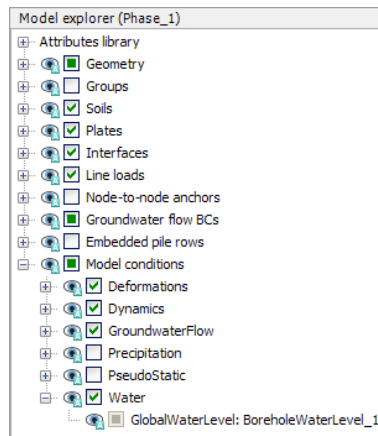 Model explorer (Phase_1)
Attributes library
Geometry
Groups
Soils
Plates
Interfaces
Line loads
Node-to-node anchors
Groundwater flow BCs
Embedded pile rows
Model conditions
Deformations
Dynamics
GroundwaterFlow
Precipitation
PseudoStatic
Water
GlobalWaterLevel: BoreholeWaterLevel_1